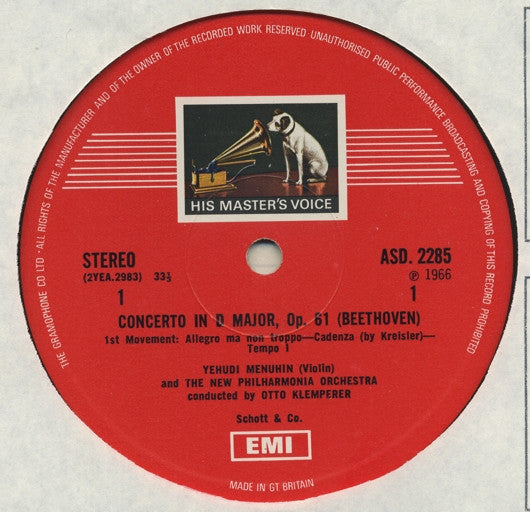 THE GRAMOPHONE CO LTD · ALL RIGHTS OF THE MANUFACTURER AND OF THE OWNER OF THE RECORDED WORK RESERVED · UNAUTHORISED PUBLIC PERFORMANCE BROADCASTING AND COPYING OF THIS RECORD PROHIBITED
HIS MASTER'S VOICE
STEREO
(2YEA.2983) 33⅓
1
ASD. 2285
℗ 1966
1
CONCERTO IN D MAJOR, Op. 61 (BEETHOVEN)
1st Movement: Allegro ma non troppo—Cadenza (by Kreisler)—
Tempo I
YEHUDI MENUHIN (Violin)
and THE NEW PHILHARMONIA ORCHESTRA
conducted by OTTO KLEMPERER
Schott & Co.
EMI
MADE IN GT BRITAIN